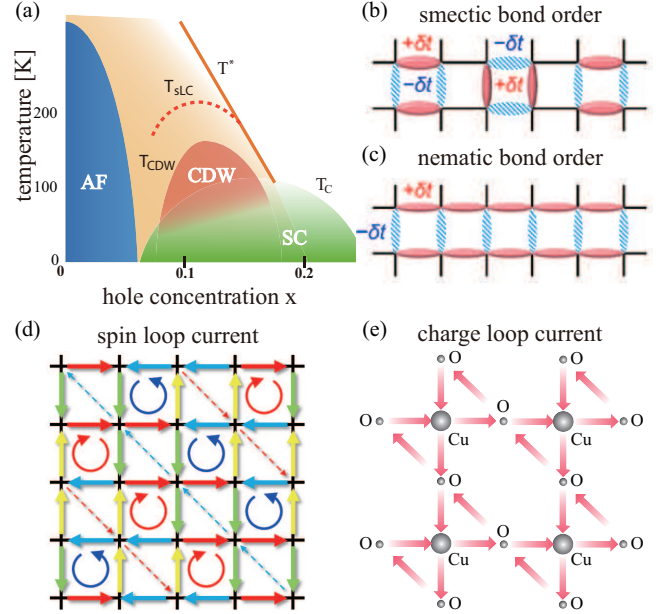 (a)
temperature [K]
200
100
0
AF
T*
TsLC
TCDW
CDW
TC
SC
0
0.1
0.2
hole concentration x
(b) smectic bond order
+δt
−δt
−δt
+δt
(c) nematic bond order
+δt
−δt
(d) spin loop current
(e) charge loop current
O
O
O
O
O
Cu
Cu
O
O
O
O
O
Cu
Cu
O
O